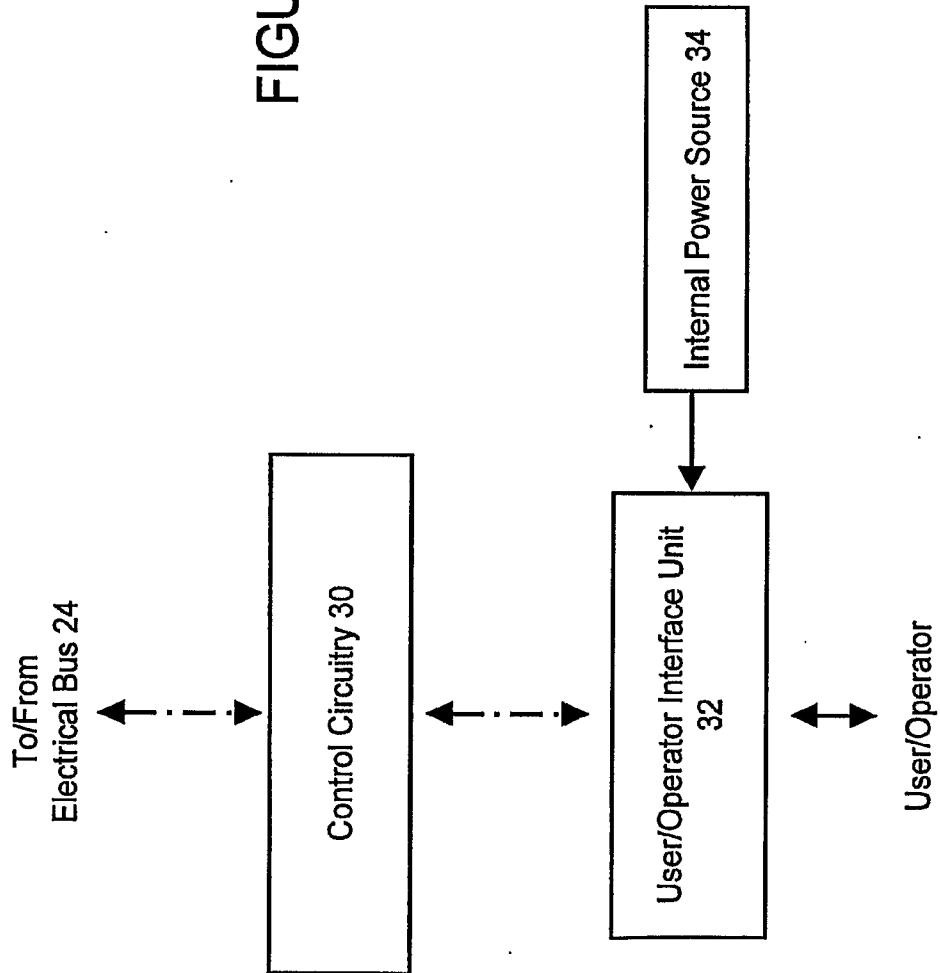 FIGU
To/From
Electrical Bus 24
Control Circuitry 30
User/Operator Interface Unit
32
Internal Power Source 34
User/Operator